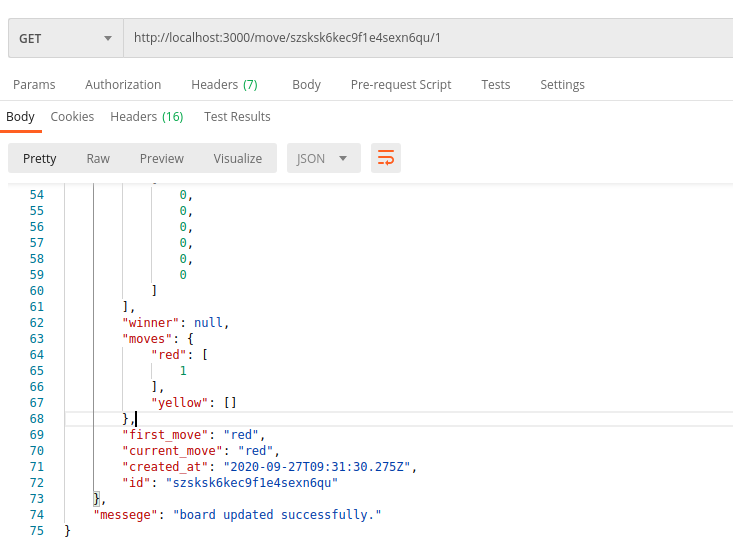 GET http://localhost:3000/move/szsksk6kec9f1e4sexn6qu/1
Params Authorization Headers (7) Body Pre-request Script Tests Settings
Body Cookies Headers (16) Test Results
Pretty Raw Preview Visualize JSON
54 0,
55 0,
56 0,
57 0,
58 0,
59 0
60 ]
61 ],
62 "winner": null,
63 "moves": {
64 "red": [
65 1
66 ],
67 "yellow": []
68 },
69 "first_move": "red",
70 "current_move": "red",
71 "created_at": "2020-09-27T09:31:30.275Z",
72 "id": "szsksk6kec9f1e4sexn6qu"
73 },
74 "messege": "board updated successfully."
75 }